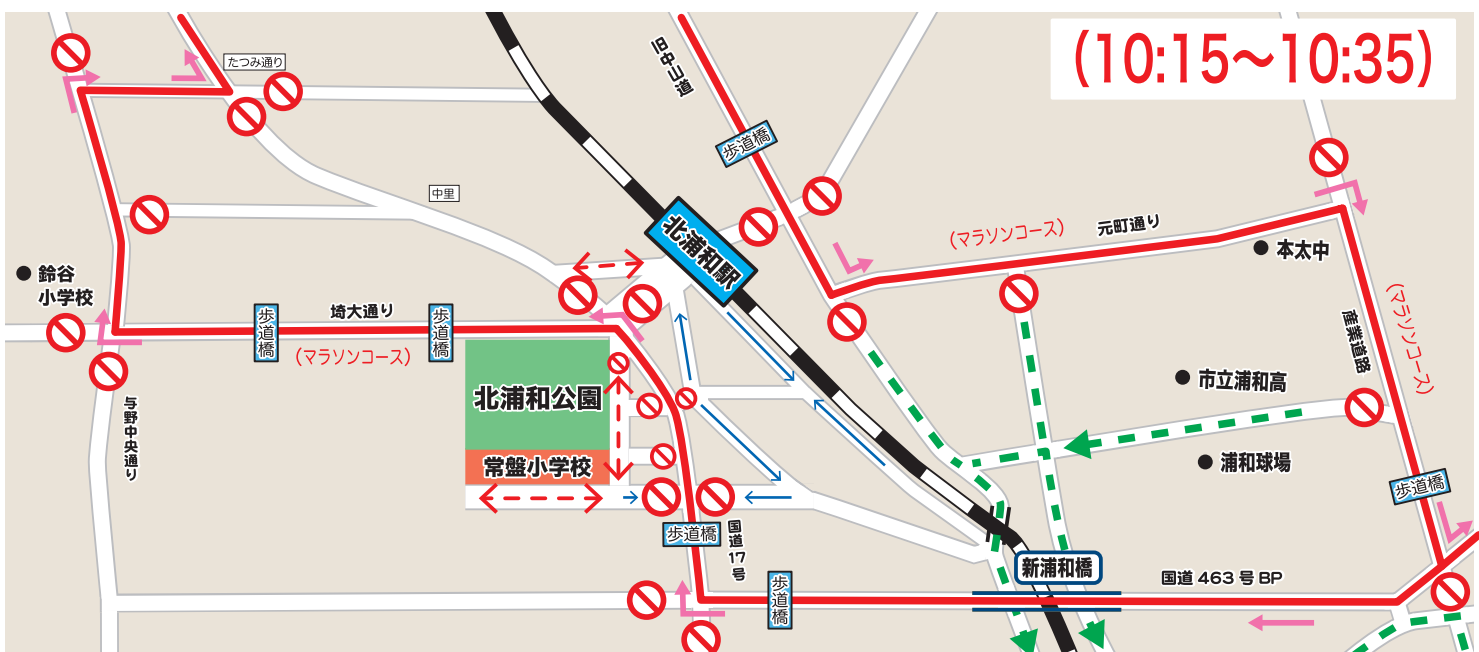 (10:15〜10:35)
たつみ通り
旧中山道
歩道橋
中里
北浦和駅
(マラソンコース)
元町通り
本太中
鈴谷
小学校
歩道橋
埼大通り
歩道橋
(マラソンコース)
産業道路
(マラソンコース)
北浦和公園
市立浦和高
与野中央通り
常盤小学校
浦和球場
歩道橋
歩道橋
国道17号
新浦和橋
歩道橋
国道 463 号 BP